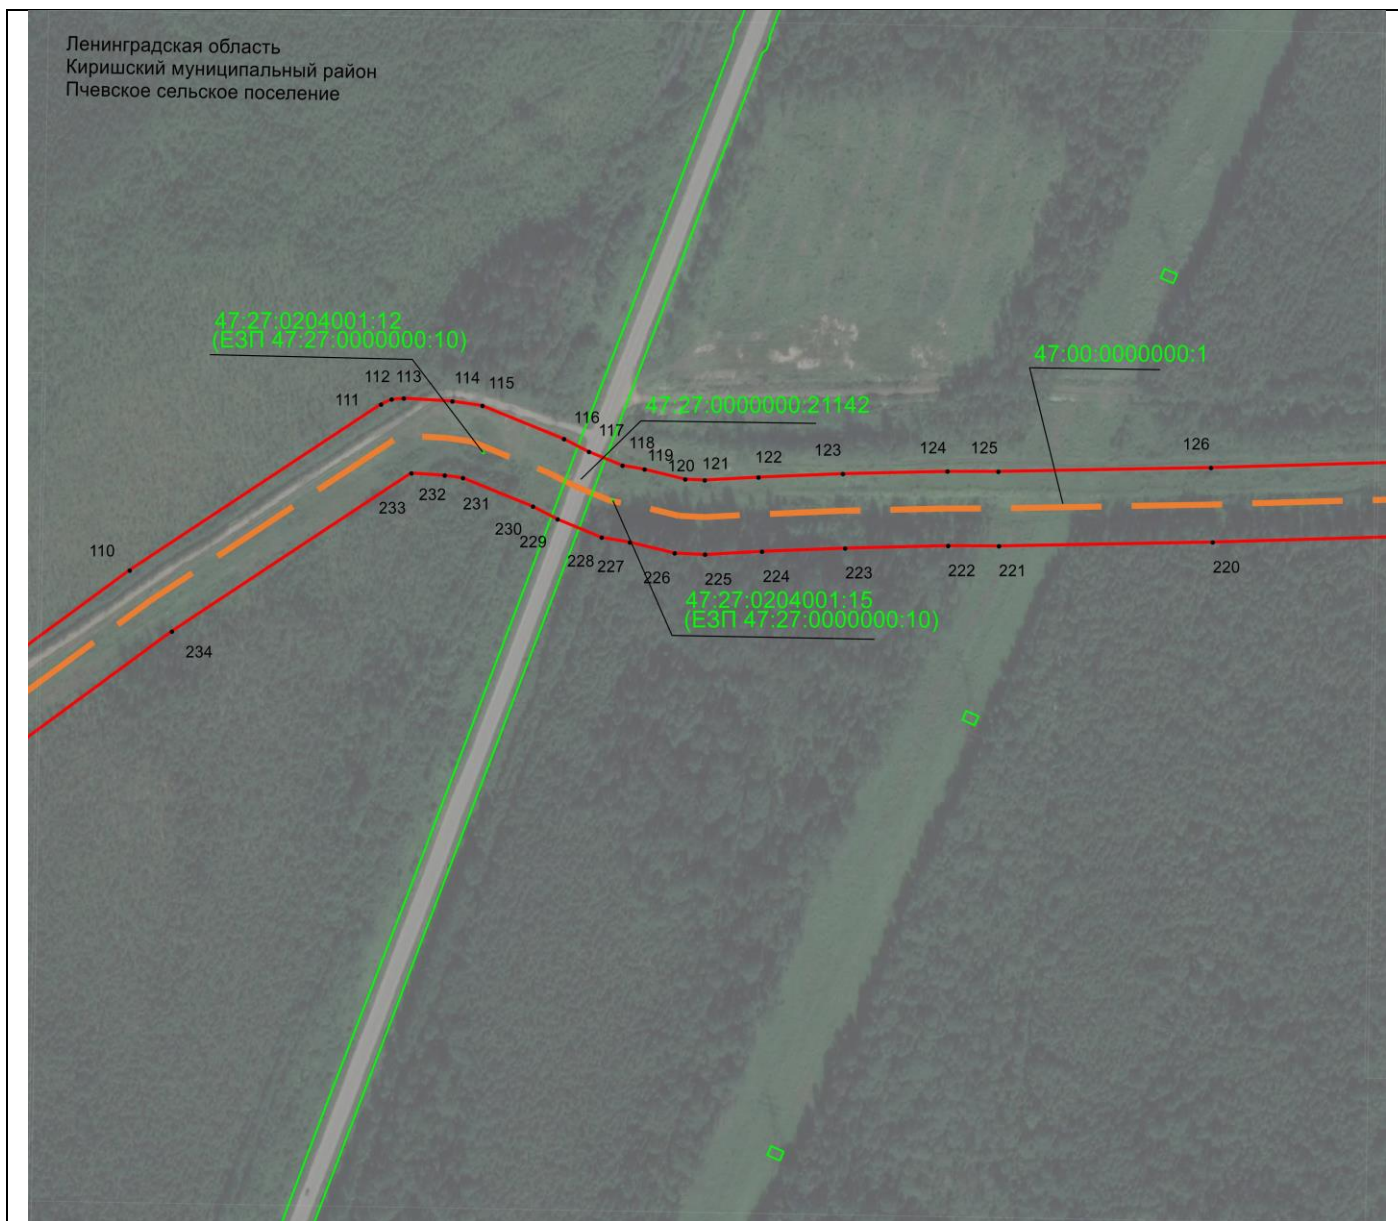 Ленинградская область
Киришский муниципальный район
Пчевское сельское поселение
47:27:0204001:12
(ЕЗП 47:27:0000000:10)
47:00:0000000:1
112 113 114 115
111
47:27:0000000:21142
116
117
118
119
120 121 122 123 124 125 126
233 232 231
230
229
228
227
226 225 224 223 222 221 220
110
47:27:0204001:15
(ЕЗП 47:27:0000000:10)
234